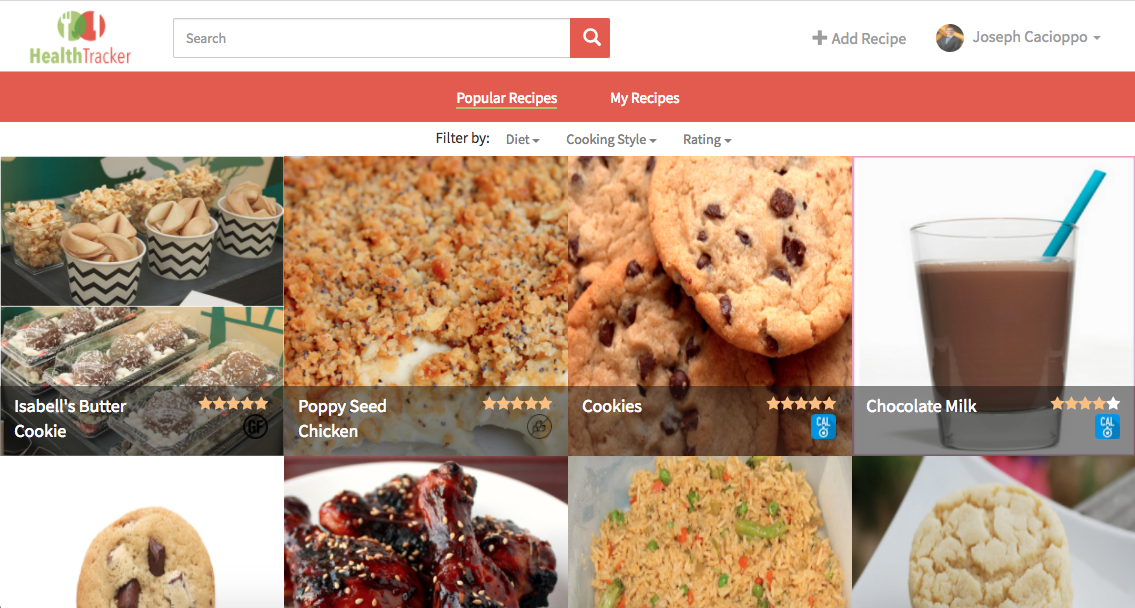 HealthTracker
Search
Add Recipe
Joseph Cacioppo
Popular Recipes
My Recipes
Filter by: Diet Cooking Style Rating
Isabell's Butter
Cookie
GF
Poppy Seed
Chicken
Cookies
CAL
Chocolate Milk
CAL